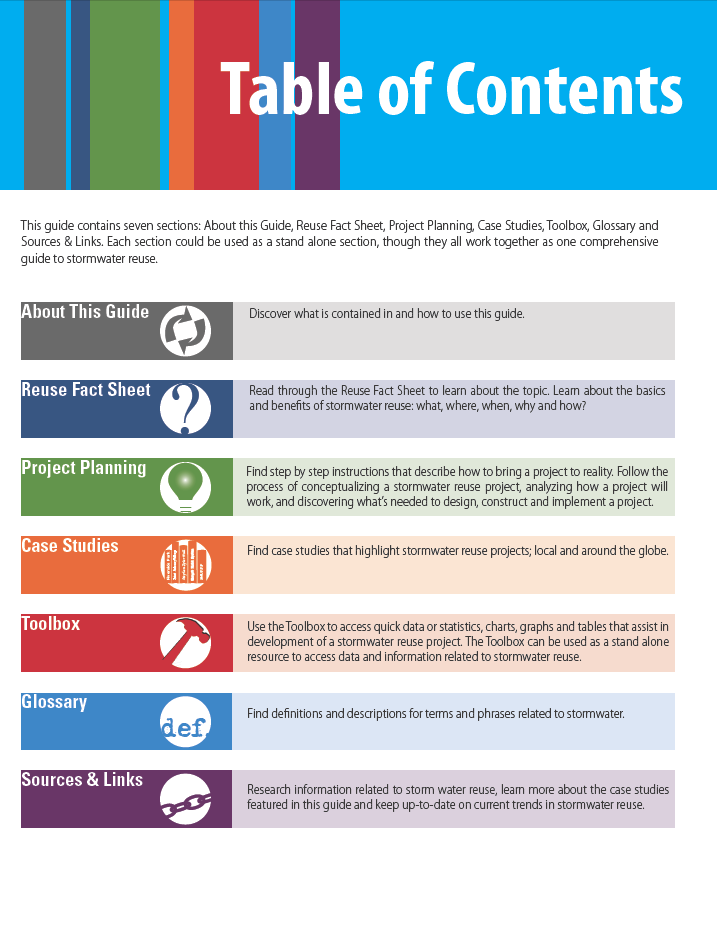 Table of Contents
This guide contains seven sections: About this Guide, Reuse Fact Sheet, Project Planning, Case Studies, Toolbox, Glossary and
Sources & Links. Each section could be used as a stand alone section, though they all work together as one comprehensive
guide to stormwater reuse.
About This Guide
Discover what is contained in and how to use this guide.
Reuse Fact Sheet
?
Read through the Reuse Fact Sheet to learn about the topic. Learn about the basics
and benefits of stormwater reuse: what, where, when, why and how?
Project Planning
Find step by step instructions that describe how to bring a project to reality. Follow the
process of conceptualizing a stormwater reuse project, analyzing how a project will
work, and discovering what's needed to design, construct and implement a project.
Case Studies
Find case studies that highlight stormwater reuse projects; local and around the globe.
Toolbox
Use the Toolbox to access quick data or statistics, charts, graphs and tables that assist in
development of a stormwater reuse project. The Toolbox can be used as a stand alone
resource to access data and information related to stormwater reuse.
Glossary
def.
Find definitions and descriptions for terms and phrases related to stormwater.
Sources & Links
Research information related to storm water reuse, learn more about the case studies
featured in this guide and keep up-to-date on current trends in stormwater reuse.